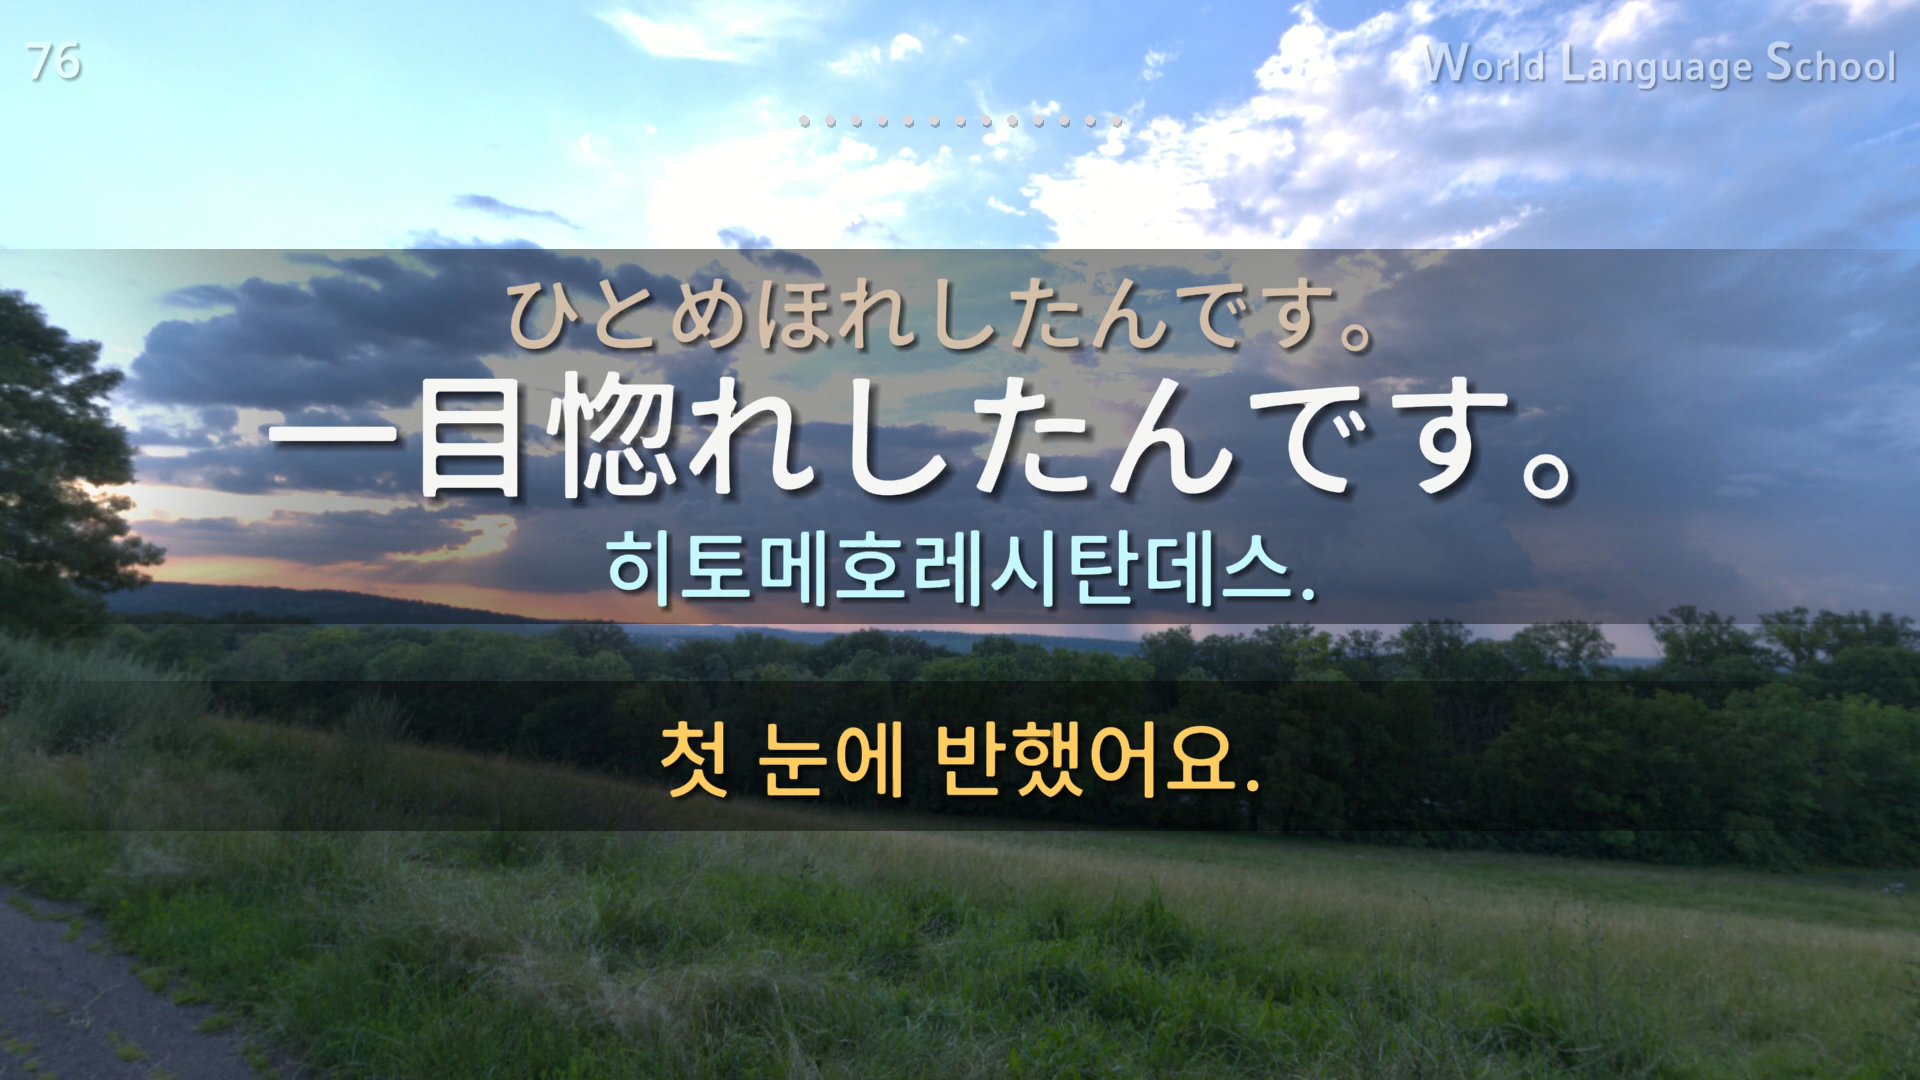 76
World Language School
ひとめほれしたんです。
一目惚れしたんです。
히토메호레시탄데스.
첫 눈에 반했어요.